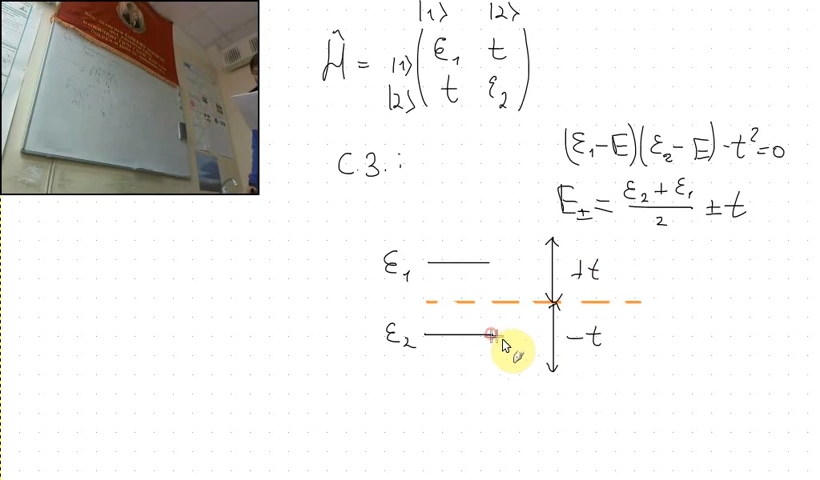 |1⟩ |2⟩
Ĥ = |1⟩ ( ε₁ t )
|2⟩ ( t ε₂ )
(ε₁-E)(ε₂-E)-t²=0
С.З.:
E± = (ε₂+ε₁)/2 ± t
ε₁ +t
ε₂ -t